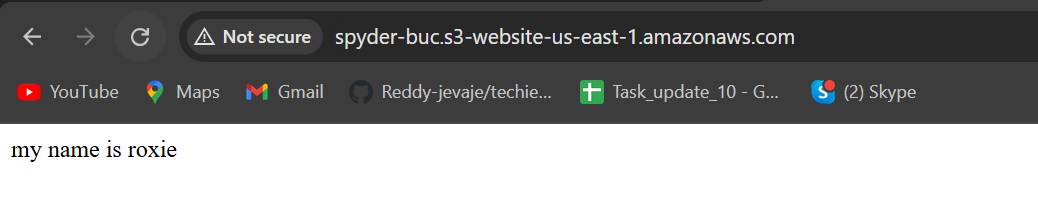 Not secure spyder-buc.s3-website-us-east-1.amazonaws.com
YouTube Maps Gmail Reddy-jevaje/techie... Task_update_10 - G... (2) Skype
my name is roxie